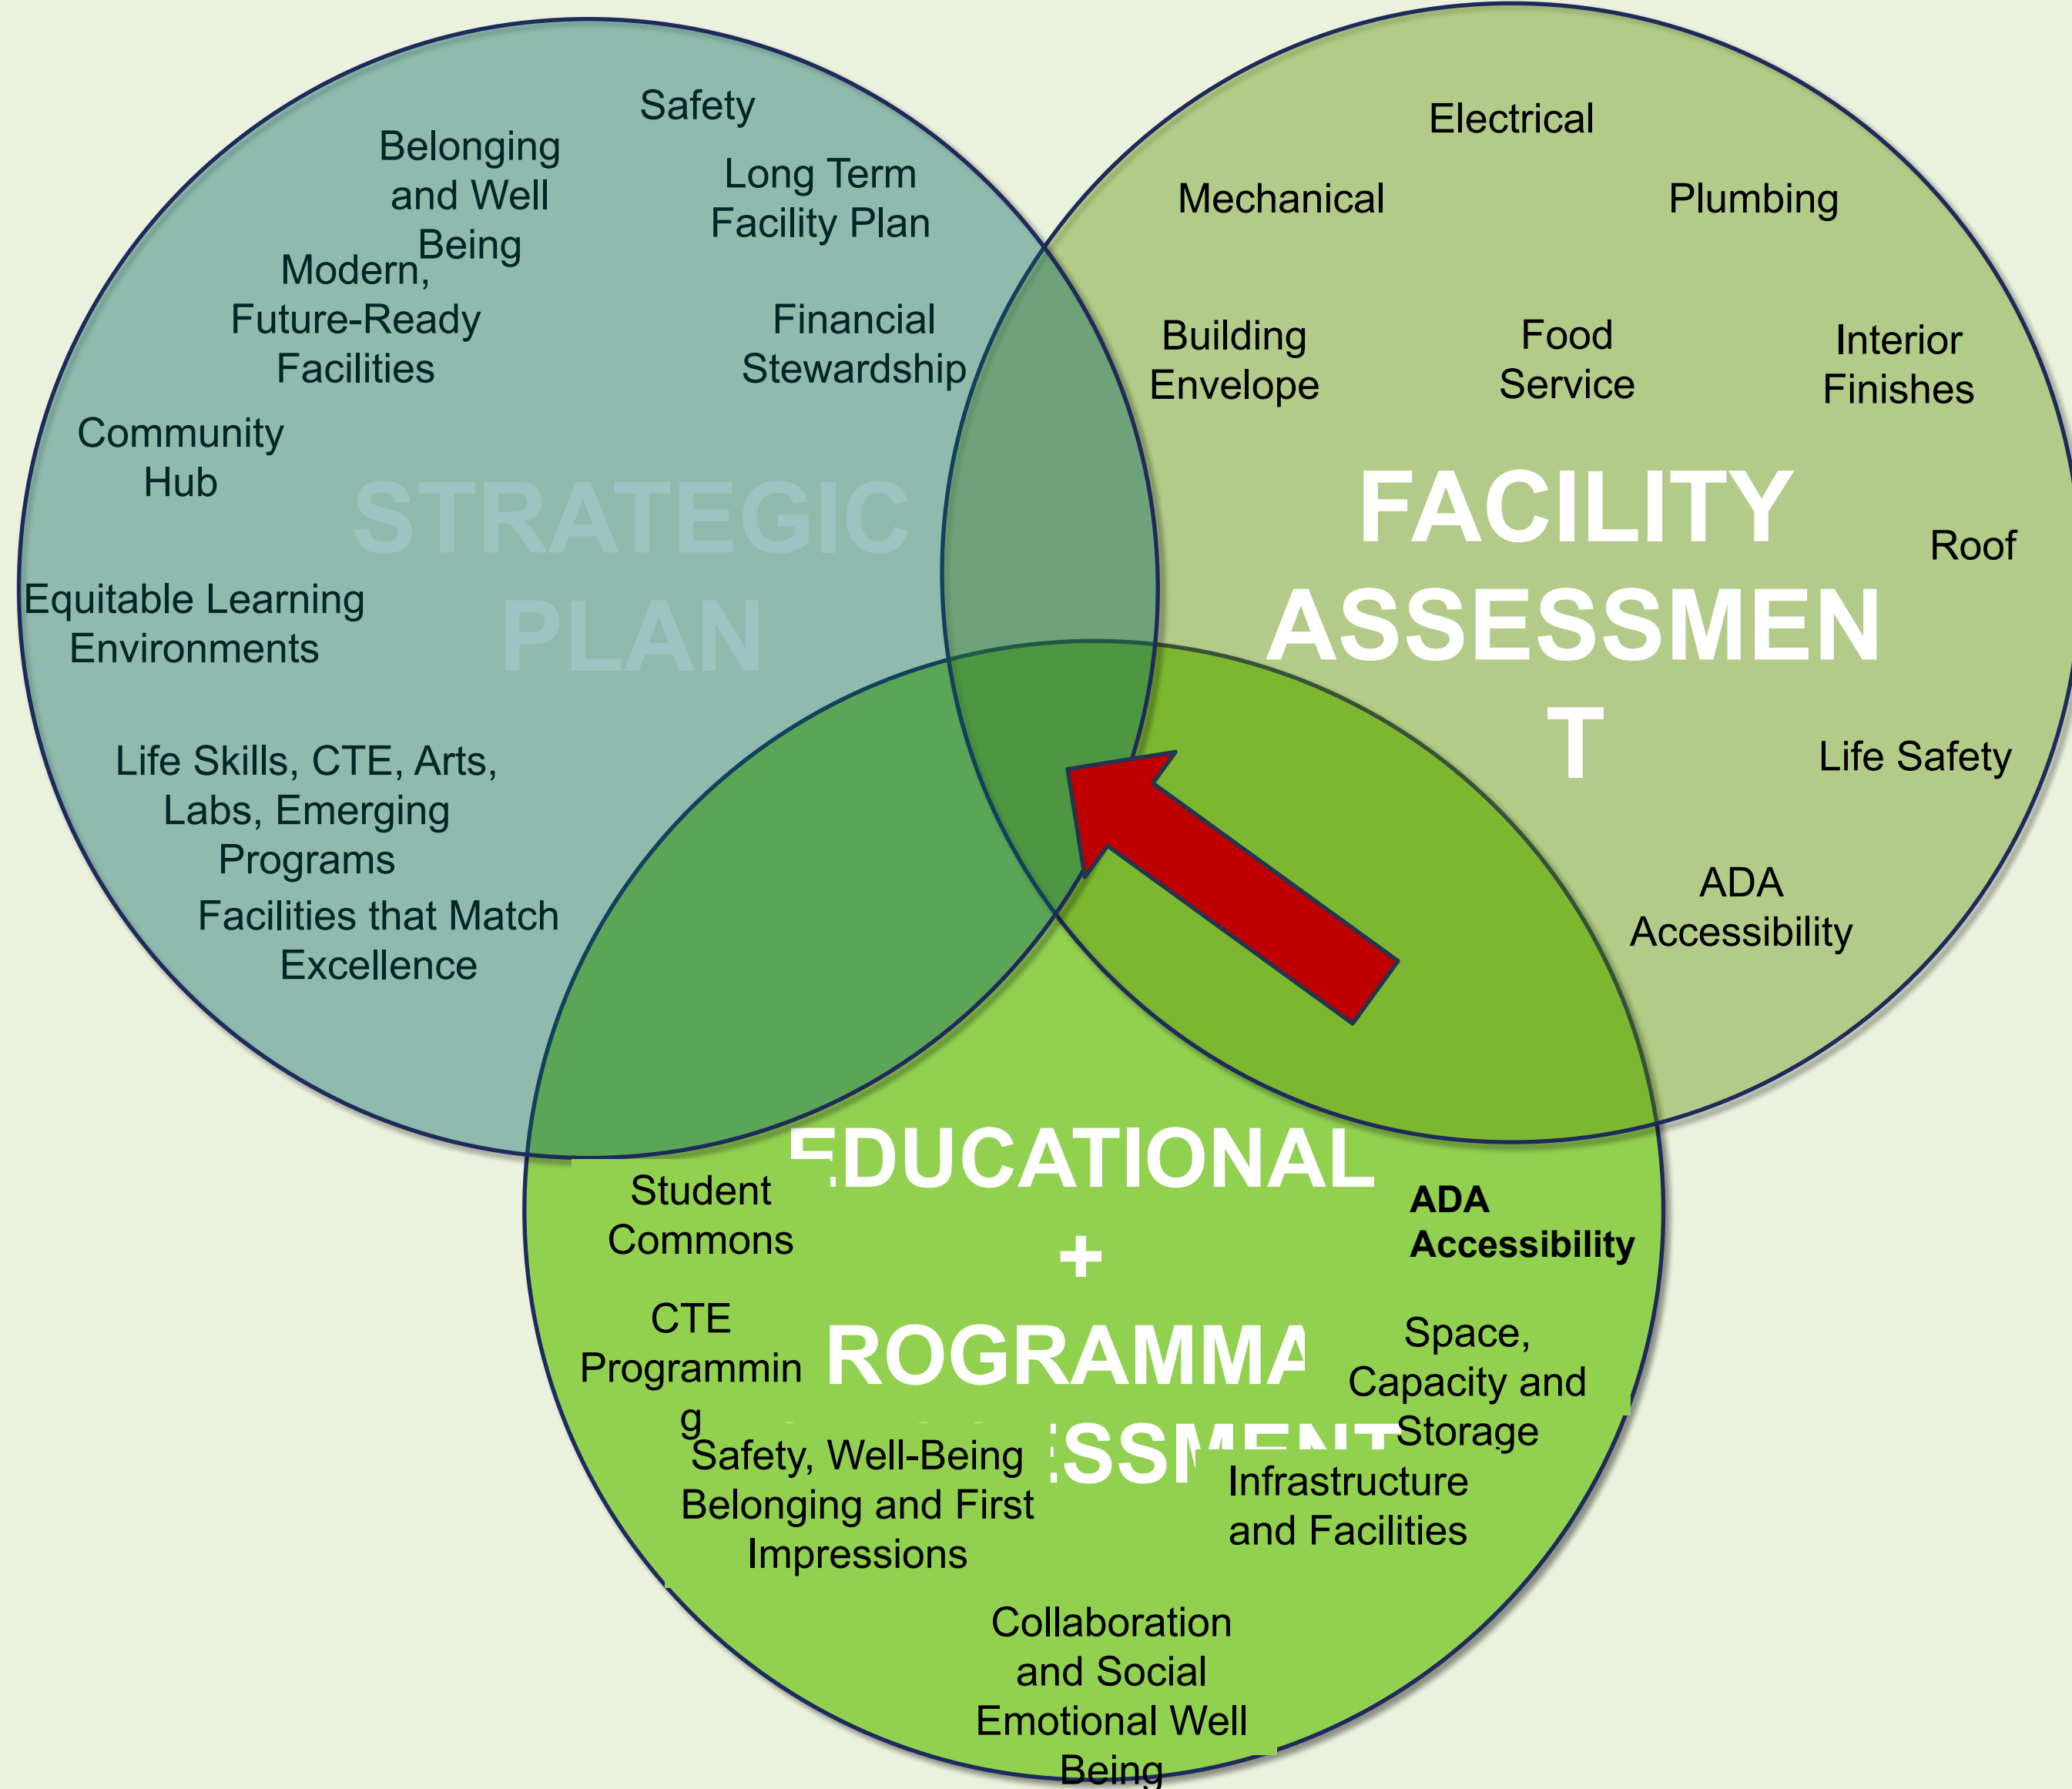 Safety
Belonging
and Well
Being
Long Term
Facility Plan
Modern,
Future-Ready
Facilities
Financial
Stewardship
Community
Hub
STRATEGIC
PLAN
Equitable Learning
Environments
Life Skills, CTE, Arts,
Labs, Emerging
Programs
Facilities that Match
Excellence
Electrical
Mechanical
Plumbing
Building
Envelope
Food
Service
Interior
Finishes
FACILITY
ASSESSMEN
T
Roof
Life Safety
ADA
Accessibility
EDUCATIONAL
+
ROGRAMMA
ESSMENT
Student
Commons
ADA
Accessibility
CTE
Programmin
g
Space,
Capacity and
Storage
Safety, Well-Being
Belonging and First
Impressions
Infrastructure
and Facilities
Collaboration
and Social
Emotional Well
Being